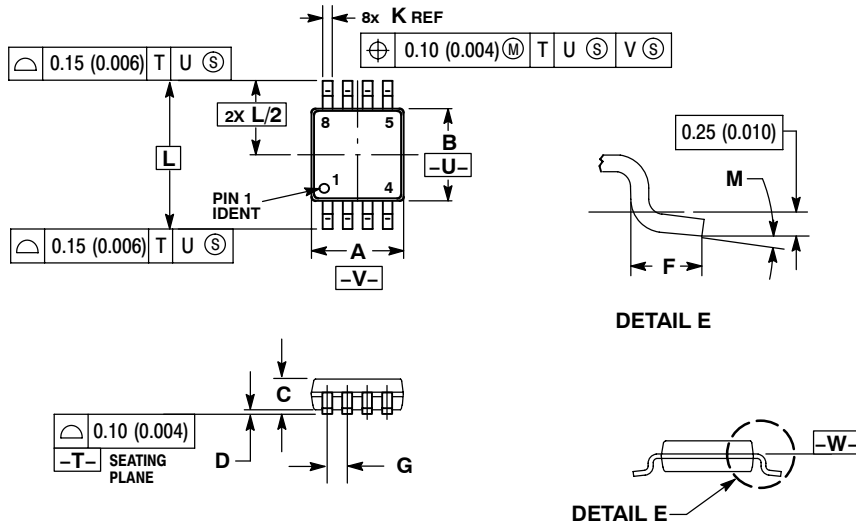 8x K REF
⌖ 0.10 (0.004) Ⓜ T U Ⓢ V Ⓢ
⌓ 0.15 (0.006) T U Ⓢ
2X L/2
8 5
B
-U-
L
PIN 1
IDENT
1 4
⌓ 0.15 (0.006) T U Ⓢ
A
-V-
0.25 (0.010)
M
F
DETAIL E
C
⌓ 0.10 (0.004)
-T- SEATING
PLANE
D
G
-W-
DETAIL E